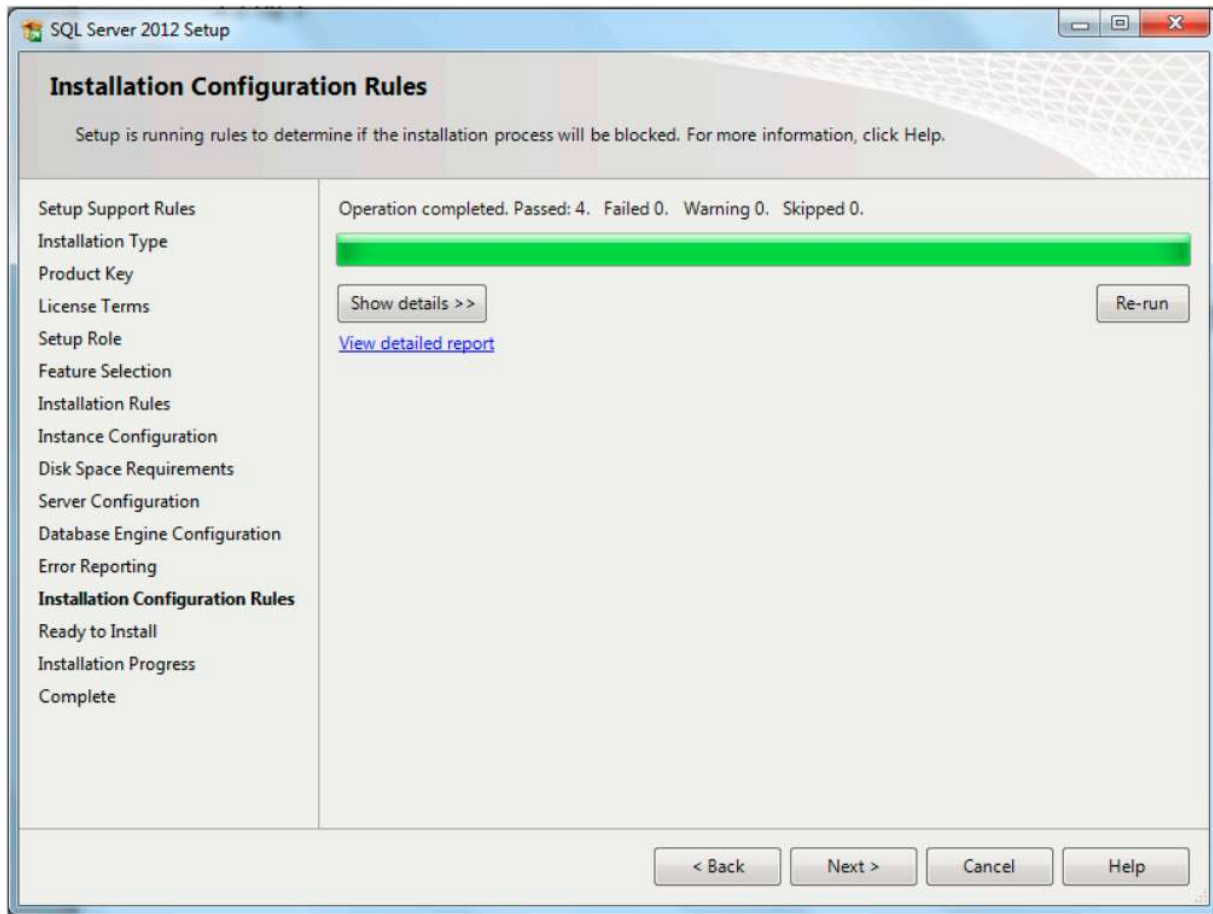 SQL Server 2012 Setup
Installation Configuration Rules
Setup is running rules to determine if the installation process will be blocked. For more information, click Help.
Setup Support Rules
Installation Type
Product Key
License Terms
Setup Role
Feature Selection
Installation Rules
Instance Configuration
Disk Space Requirements
Server Configuration
Database Engine Configuration
Error Reporting
Installation Configuration Rules
Ready to Install
Installation Progress
Complete
Operation completed. Passed: 4. Failed 0. Warning 0. Skipped 0.
Show details >>
Re-run
View detailed report
< Back
Next >
Cancel
Help